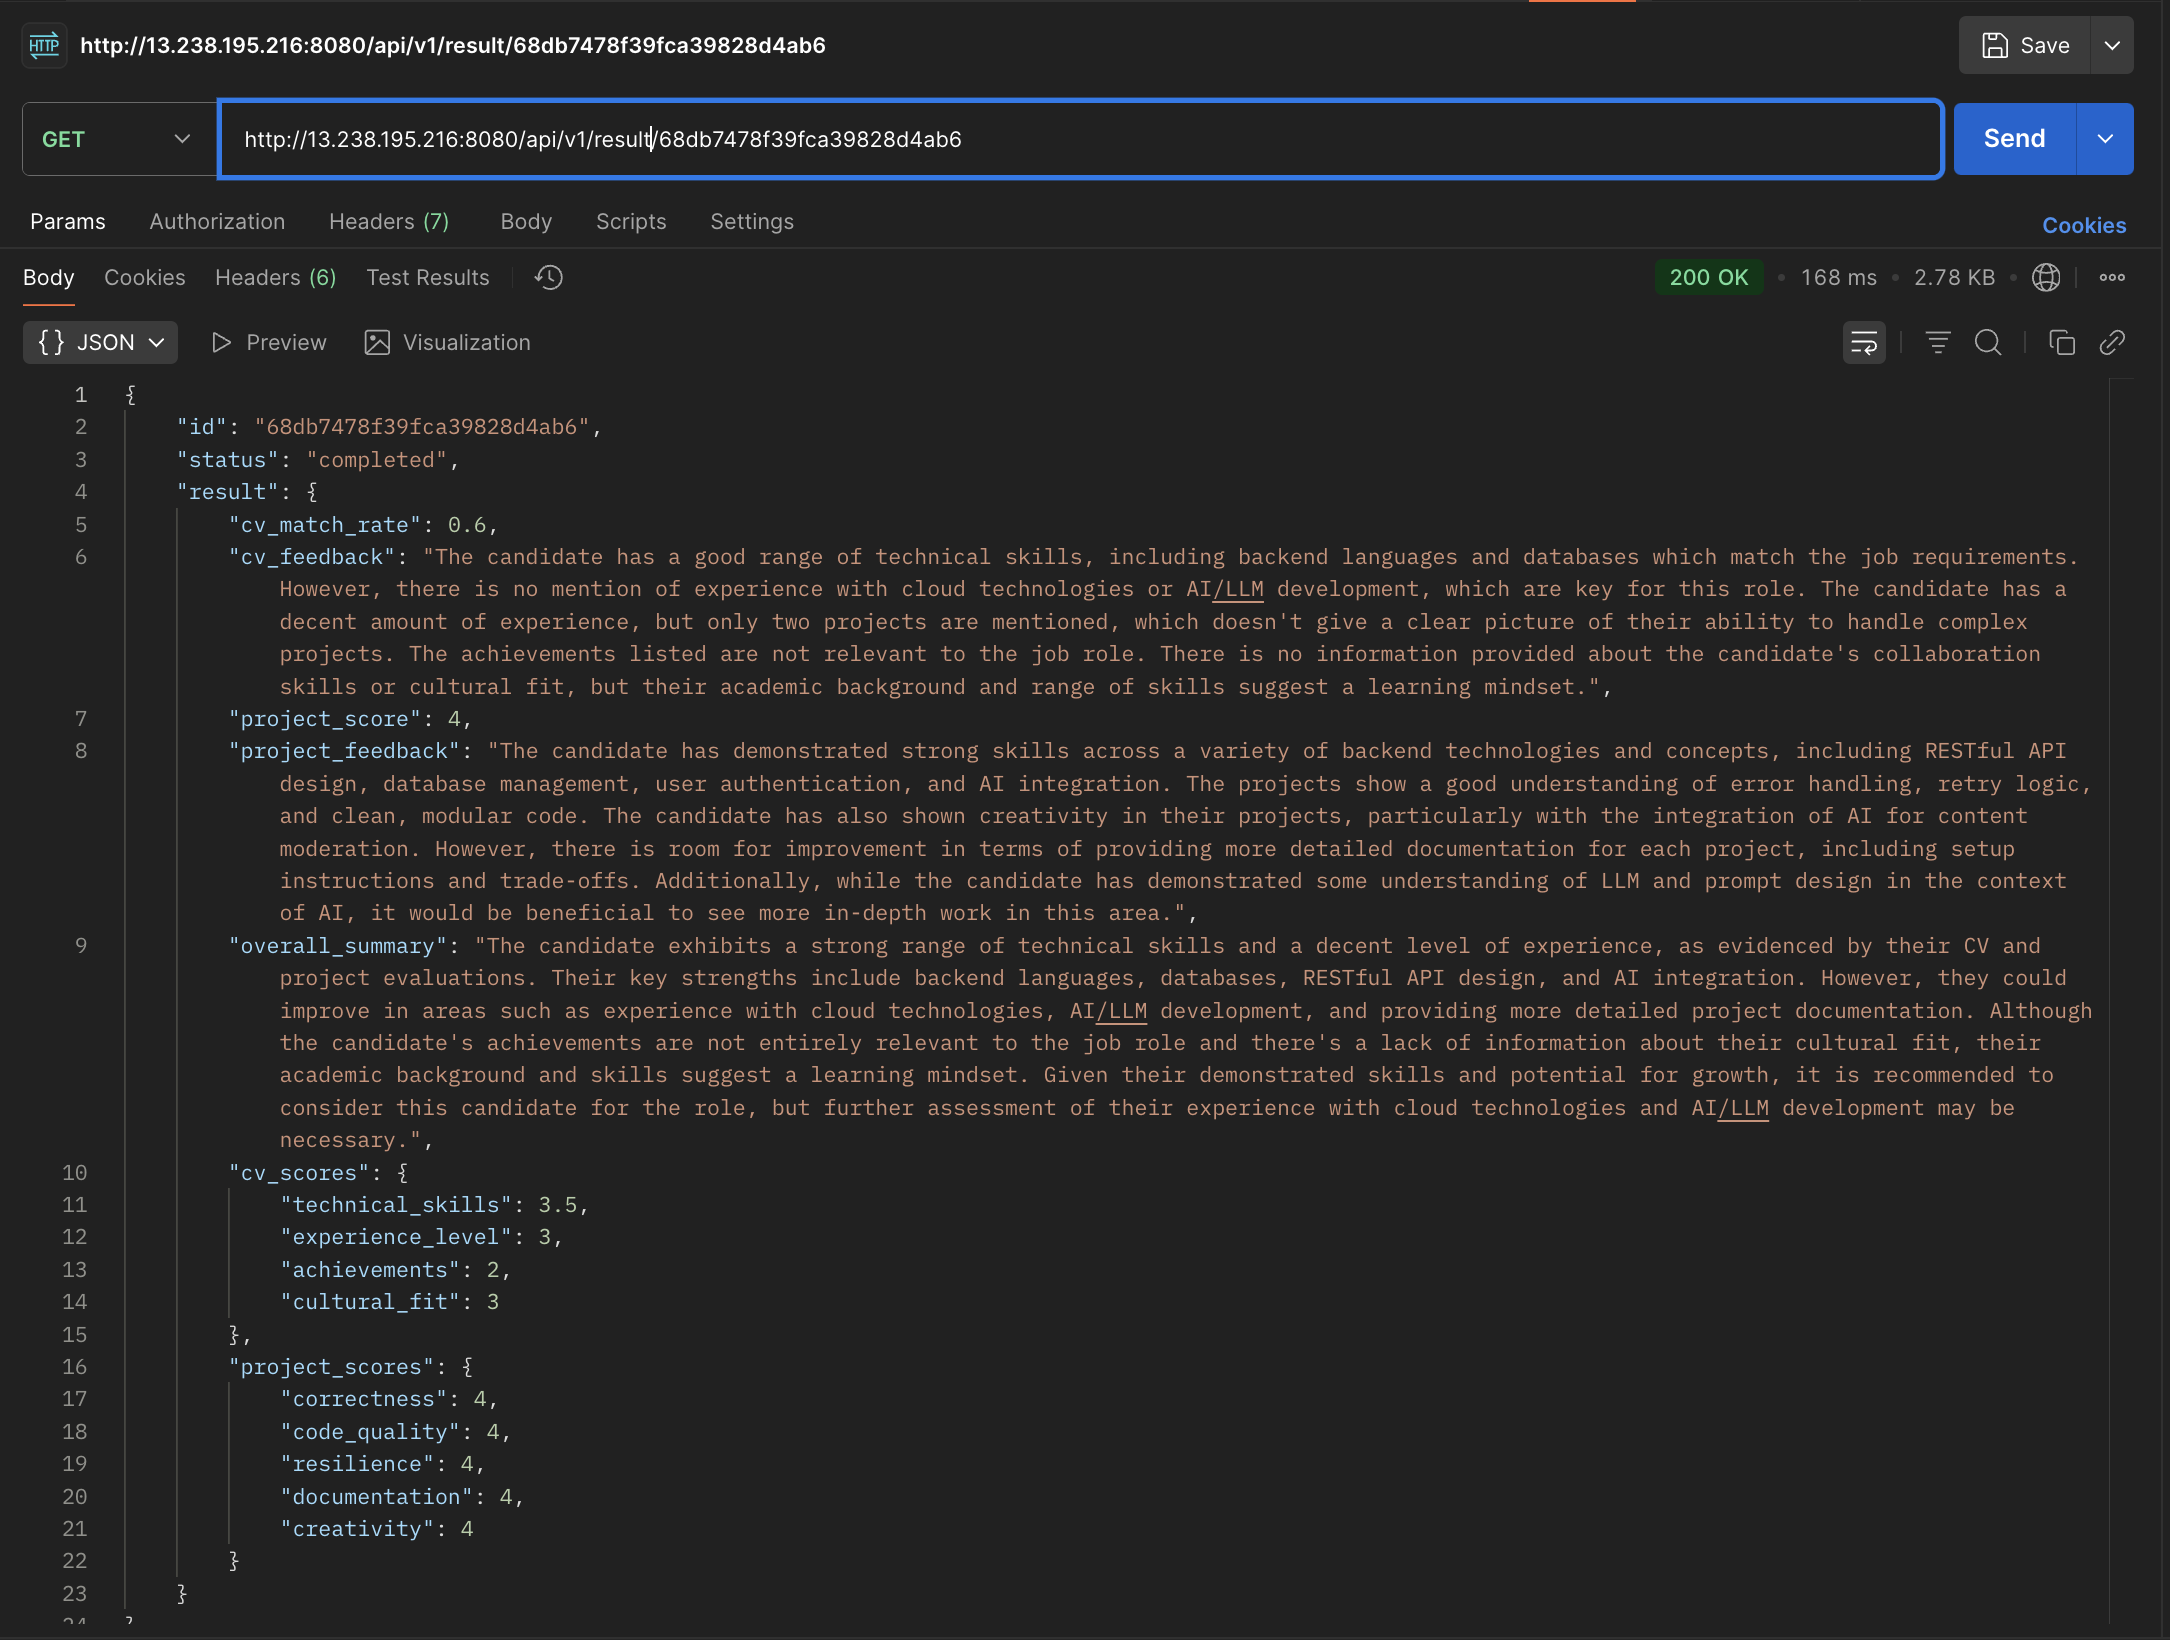 HTTP http://13.238.195.216:8080/api/v1/result/68db7478f39fca39828d4ab6
Save
GET
http://13.238.195.216:8080/api/v1/result/68db7478f39fca39828d4ab6
Send
Params Authorization Headers (7) Body Scripts Settings Cookies
Body Cookies Headers (6) Test Results 200 OK • 168 ms • 2.78 KB •
{} JSON Preview Visualization
1 {
2 "id": "68db7478f39fca39828d4ab6",
3 "status": "completed",
4 "result": {
5 "cv_match_rate": 0.6,
6 "cv_feedback": "The candidate has a good range of technical skills, including backend languages and databases which match the job requirements.
However, there is no mention of experience with cloud technologies or AI/LLM development, which are key for this role. The candidate has a
decent amount of experience, but only two projects are mentioned, which doesn't give a clear picture of their ability to handle complex
projects. The achievements listed are not relevant to the job role. There is no information provided about the candidate's collaboration
skills or cultural fit, but their academic background and range of skills suggest a learning mindset.",
7 "project_score": 4,
8 "project_feedback": "The candidate has demonstrated strong skills across a variety of backend technologies and concepts, including RESTful API
design, database management, user authentication, and AI integration. The projects show a good understanding of error handling, retry logic,
and clean, modular code. The candidate has also shown creativity in their projects, particularly with the integration of AI for content
moderation. However, there is room for improvement in terms of providing more detailed documentation for each project, including setup
instructions and trade-offs. Additionally, while the candidate has demonstrated some understanding of LLM and prompt design in the context
of AI, it would be beneficial to see more in-depth work in this area.",
9 "overall_summary": "The candidate exhibits a strong range of technical skills and a decent level of experience, as evidenced by their CV and
project evaluations. Their key strengths include backend languages, databases, RESTful API design, and AI integration. However, they could
improve in areas such as experience with cloud technologies, AI/LLM development, and providing more detailed project documentation. Although
the candidate's achievements are not entirely relevant to the job role and there's a lack of information about their cultural fit, their
academic background and skills suggest a learning mindset. Given their demonstrated skills and potential for growth, it is recommended to
consider this candidate for the role, but further assessment of their experience with cloud technologies and AI/LLM development may be
necessary.",
10 "cv_scores": {
11 "technical_skills": 3.5,
12 "experience_level": 3,
13 "achievements": 2,
14 "cultural_fit": 3
15 },
16 "project_scores": {
17 "correctness": 4,
18 "code_quality": 4,
19 "resilience": 4,
20 "documentation": 4,
21 "creativity": 4
22 }
23 }
24 }